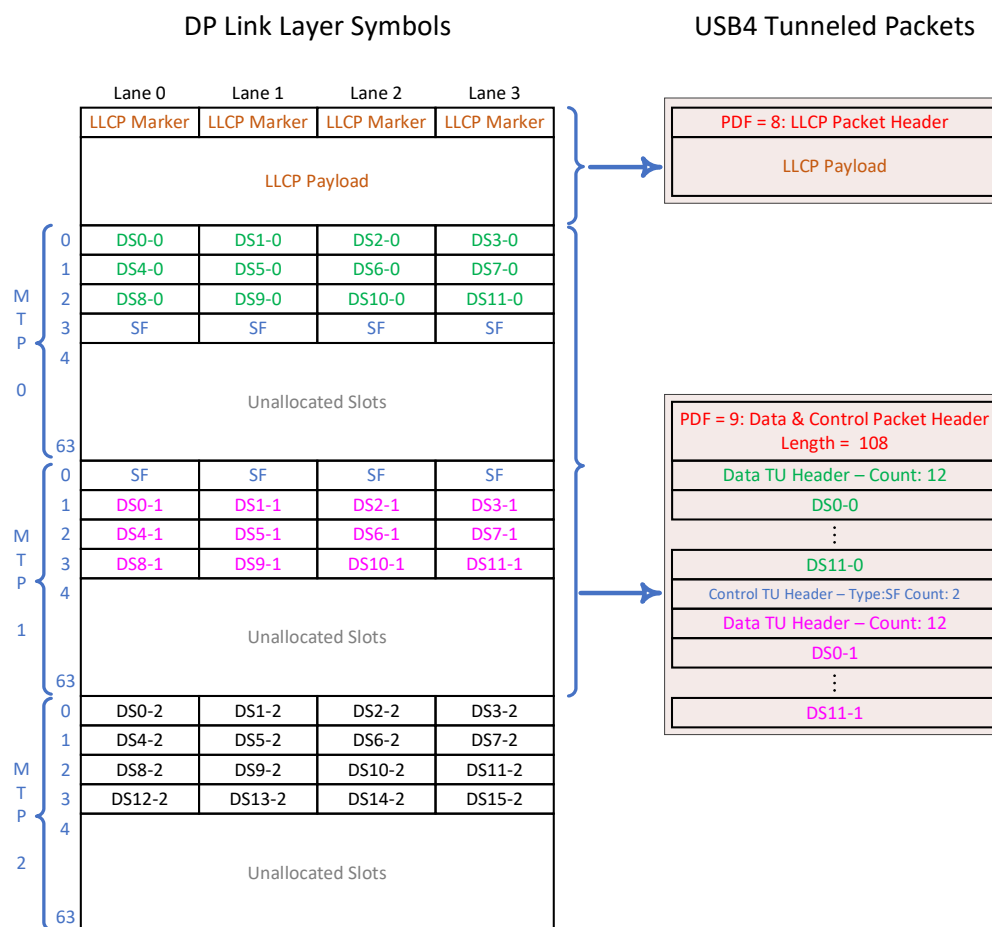 DP Link Layer Symbols
USB4 Tunneled Packets
Lane 0 Lane 1 Lane 2 Lane 3
LLCP Marker LLCP Marker LLCP Marker LLCP Marker
LLCP Payload
PDF = 8: LLCP Packet Header
LLCP Payload
MTP 0
0 DS0-0 DS1-0 DS2-0 DS3-0
1 DS4-0 DS5-0 DS6-0 DS7-0
2 DS8-0 DS9-0 DS10-0 DS11-0
3 SF SF SF SF
4
Unallocated Slots
63
MTP 1
0 SF SF SF SF
1 DS0-1 DS1-1 DS2-1 DS3-1
2 DS4-1 DS5-1 DS6-1 DS7-1
3 DS8-1 DS9-1 DS10-1 DS11-1
4
Unallocated Slots
63
MTP 2
0 DS0-2 DS1-2 DS2-2 DS3-2
1 DS4-2 DS5-2 DS6-2 DS7-2
2 DS8-2 DS9-2 DS10-2 DS11-2
3 DS12-2 DS13-2 DS14-2 DS15-2
4
Unallocated Slots
63
PDF = 9: Data & Control Packet Header
Length = 108
Data TU Header – Count: 12
DS0-0
⋮
DS11-0
Control TU Header – Type:SF Count: 2
Data TU Header – Count: 12
DS0-1
⋮
DS11-1